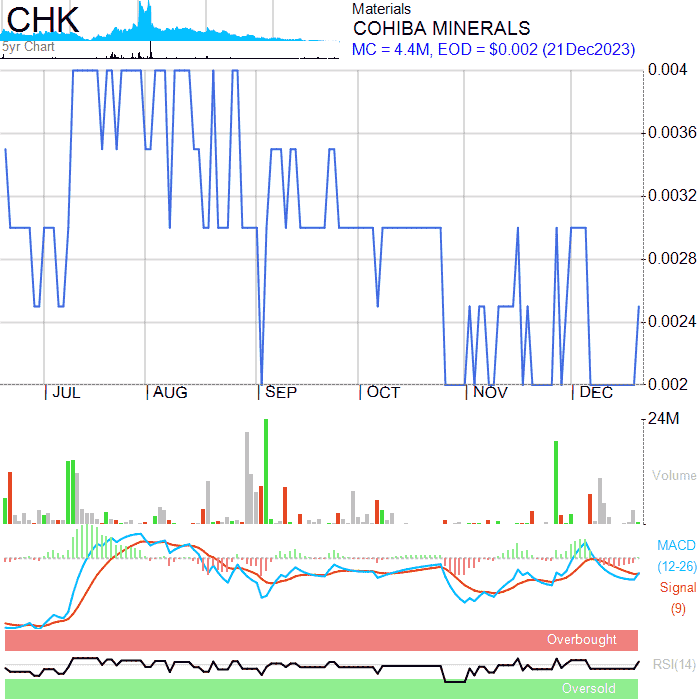 CHK
5yr Chart
Materials
COHIBA MINERALS
MC = 4.4M, EOD = $0.002 (21Dec2023)
0.004
0.0036
0.0032
0.0028
0.0024
0.002
JUL AUG SEP OCT NOV DEC
24M
Volume
MACD
(12-26)
Signal
(9)
Overbought
RSI(14)
Oversold